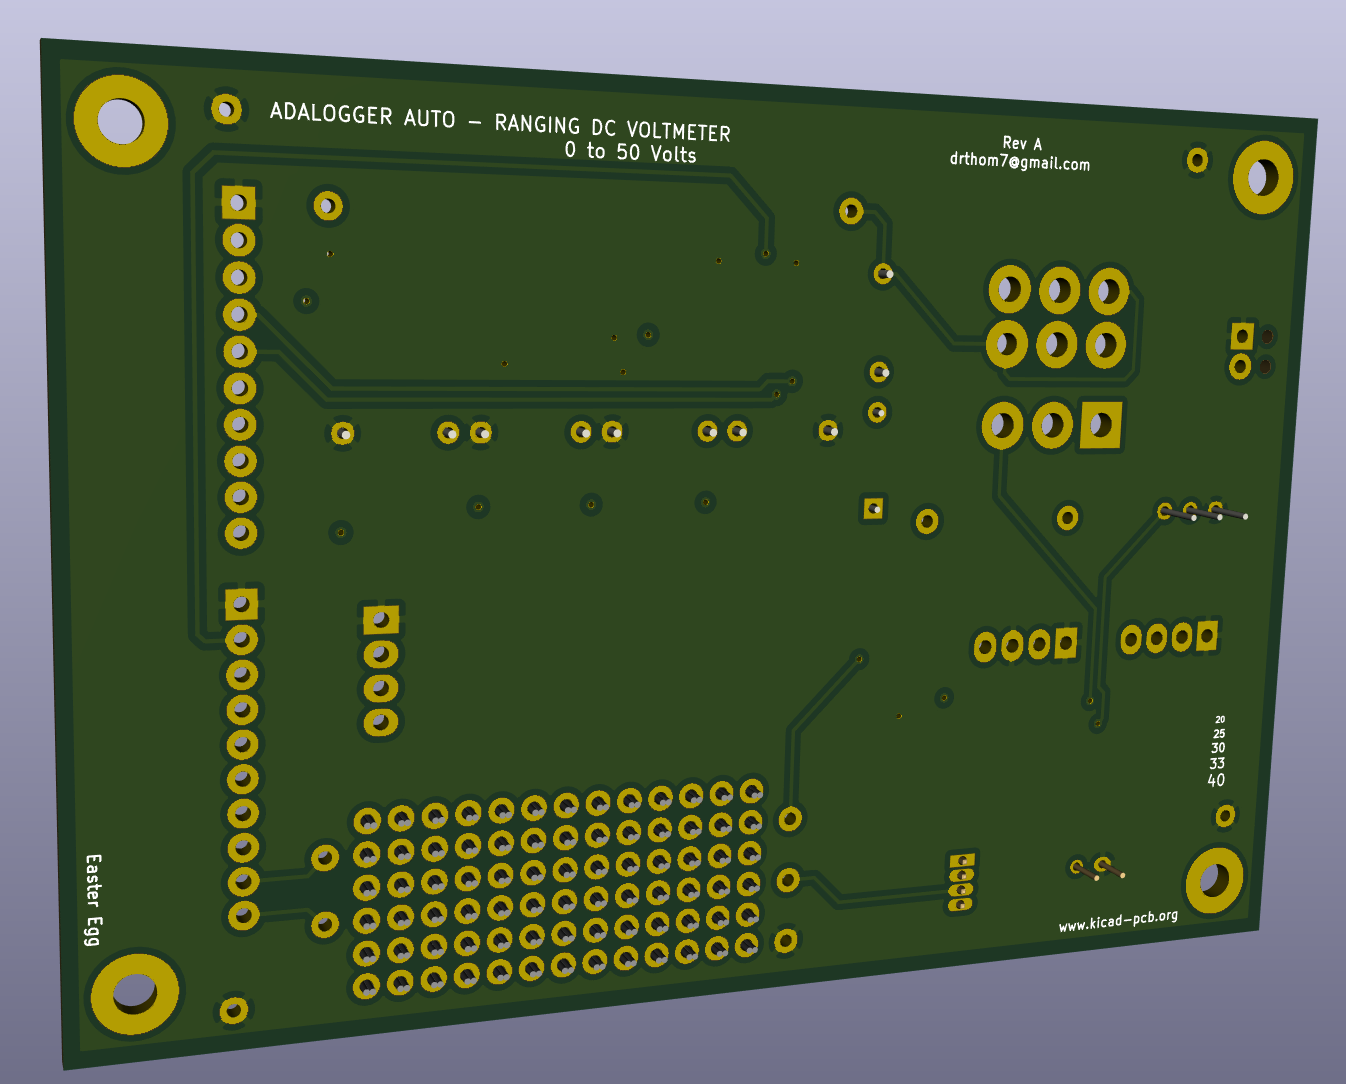 ADALOGGER AUTO – RANGING DC VOLTMETER
0 to 50 Volts
Rev A
drthom7@gmail.com
20
25
30
33
40
Easter Egg
www.kicad-pcb.org